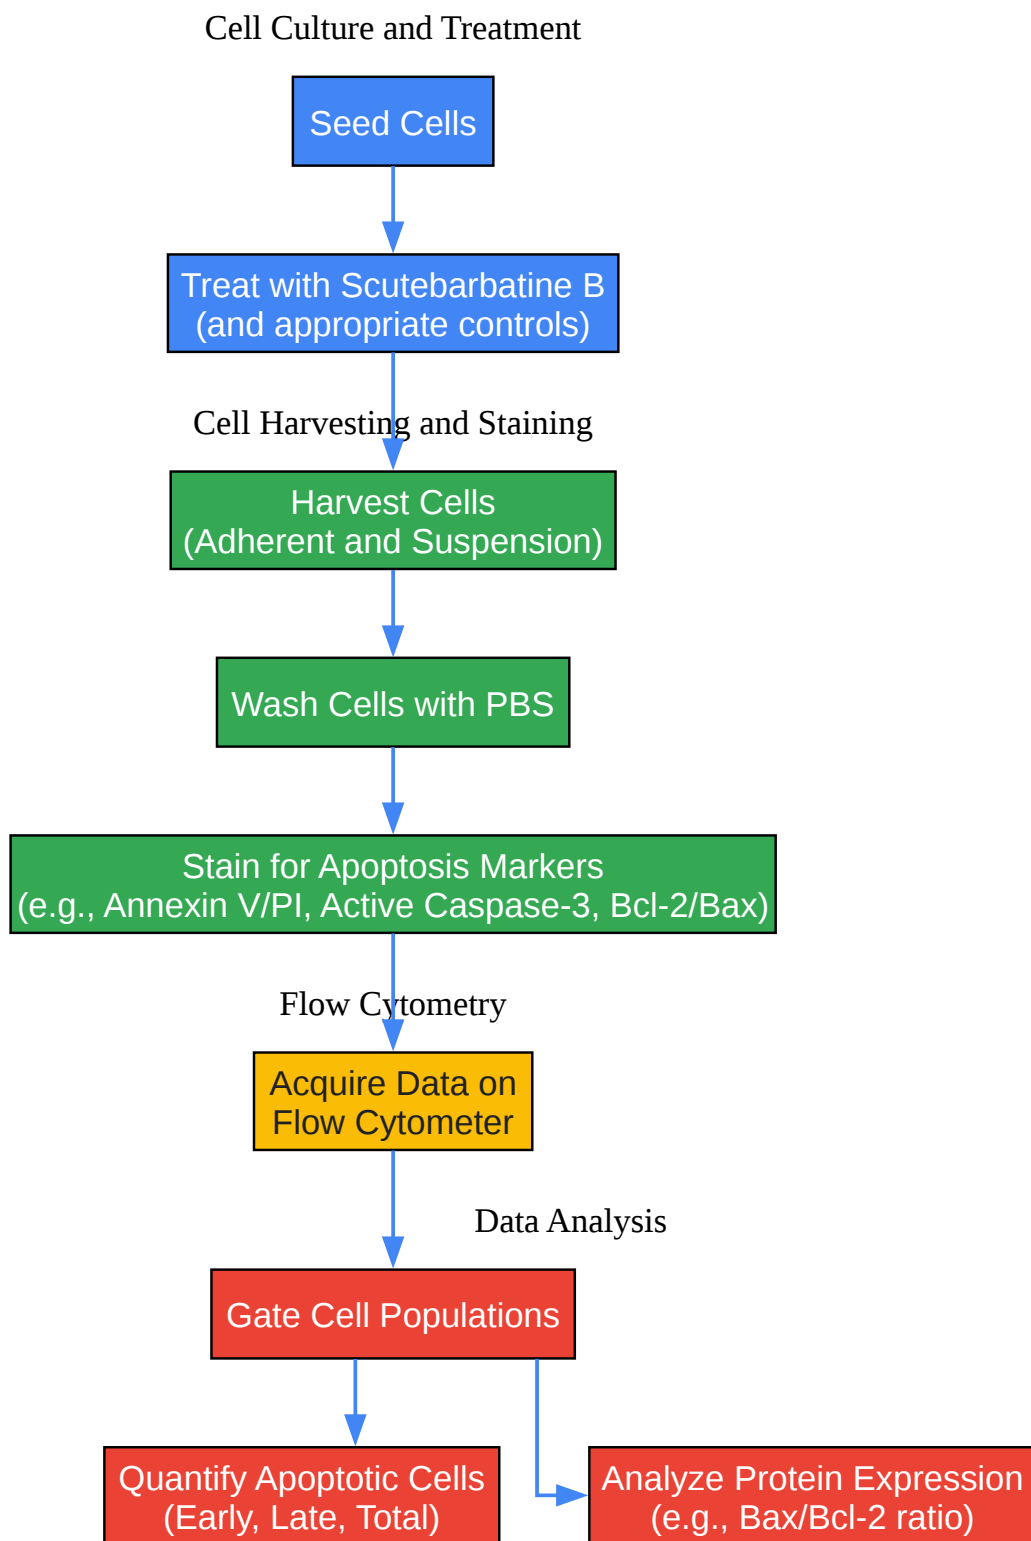 Cell Culture and Treatment
Seed Cells
Treat with Scutebarbatine B
(and appropriate controls)
Cell Harvesting and Staining
Harvest Cells
(Adherent and Suspension)
Wash Cells with PBS
Stain for Apoptosis Markers
(e.g., Annexin V/PI, Active Caspase-3, Bcl-2/Bax)
Flow Cytometry
Acquire Data on
Flow Cytometer
Data Analysis
Gate Cell Populations
Quantify Apoptotic Cells
(Early, Late, Total)
Analyze Protein Expression
(e.g., Bax/Bcl-2 ratio)